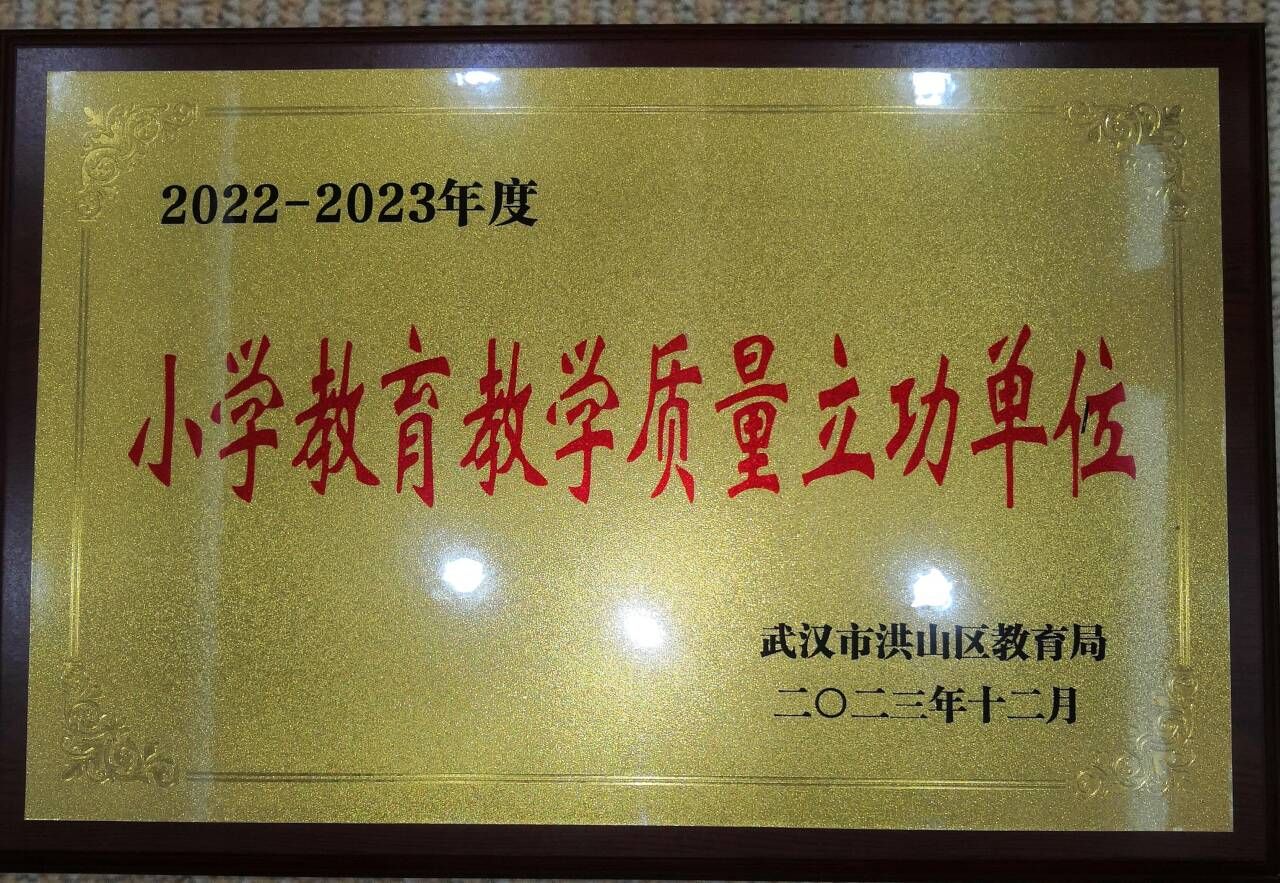 2022-2023年度
小学教育教学质量立功单位
武汉市洪山区教育局
二〇二三年十二月